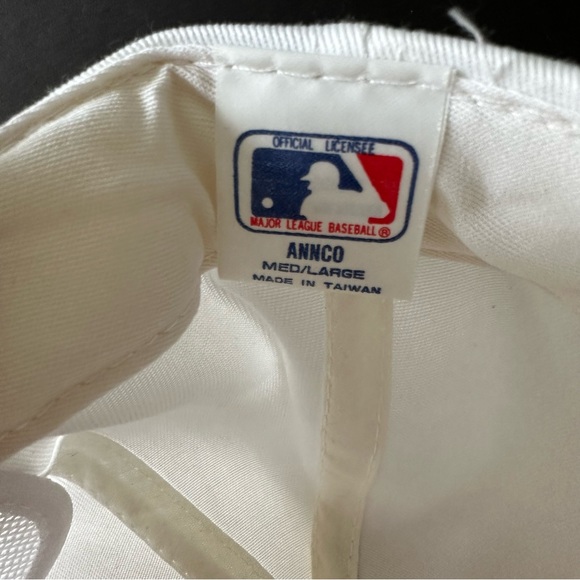 OFFICIAL LICENSEE
MAJOR LEAGUE BASEBALL®
ANNCO
MED/LARGE
MADE IN TAIWAN